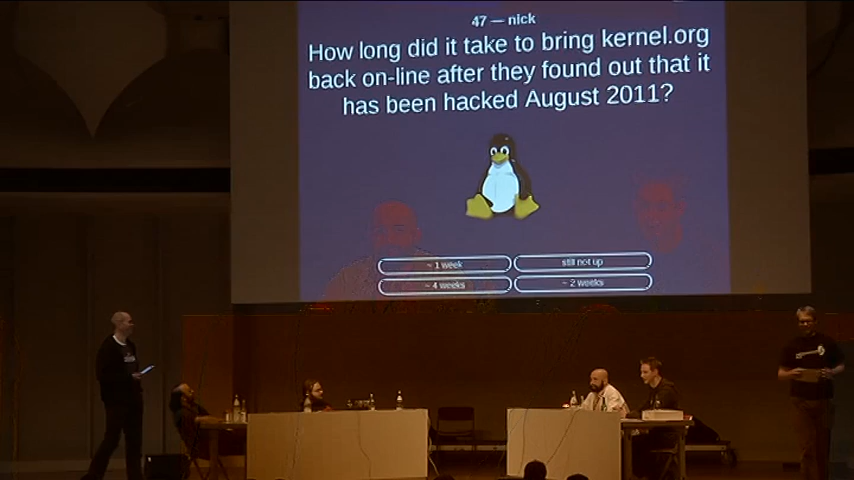 47 — nick
How long did it take to bring kernel.org
back on-line after they found out that it
has been hacked August 2011?
~ 1 week
still not up
~ 4 weeks
~ 2 weeks